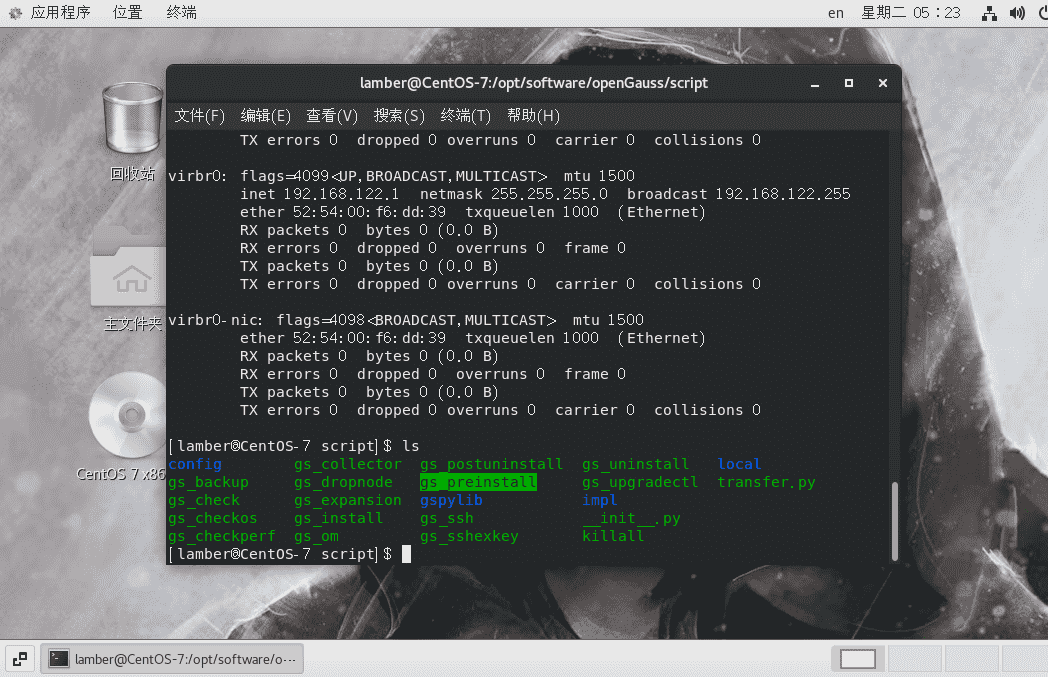 应用程序 位置 终端 en 星期二 05：23
lamber@CentOS-7:/opt/software/openGauss/script
文件(F) 编辑(E) 查看(V) 搜索(S) 终端(T) 帮助(H)
TX errors 0 dropped 0 overruns 0 carrier 0 collisions 0
virbr0: flags=4099<UP,BROADCAST,MULTICAST> mtu 1500
inet 192.168.122.1 netmask 255.255.255.0 broadcast 192.168.122.255
ether 52:54:00:f6:dd:39 txqueuelen 1000 (Ethernet)
RX packets 0 bytes 0 (0.0 B)
RX errors 0 dropped 0 overruns 0 frame 0
TX packets 0 bytes 0 (0.0 B)
TX errors 0 dropped 0 overruns 0 carrier 0 collisions 0
virbr0-nic: flags=4098<BROADCAST,MULTICAST> mtu 1500
ether 52:54:00:f6:dd:39 txqueuelen 1000 (Ethernet)
RX packets 0 bytes 0 (0.0 B)
RX errors 0 dropped 0 overruns 0 frame 0
TX packets 0 bytes 0 (0.0 B)
TX errors 0 dropped 0 overruns 0 carrier 0 collisions 0
[lamber@CentOS-7 script]$ ls
config gs_collector gs_postuninstall gs_uninstall local
gs_backup gs_dropnode gs_preinstall gs_upgradectl transfer.py
gs_check gs_expansion gspylib impl
gs_checkos gs_install gs_ssh __init__.py
gs_checkperf gs_om gs_sshexkey killall
[lamber@CentOS-7 script]$
回收站
主文件夹
CentOS 7 x86
lamber@CentOS-7:/opt/software/o···